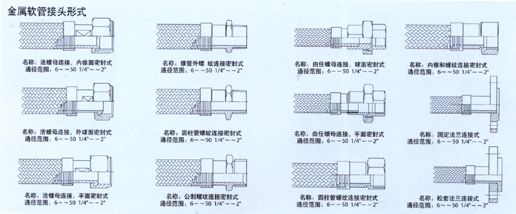 金属软管接头形式
名称：活螺母连接、内锥面密封式
通径范围：6～～50 1/4"～～2"
名称：锥管外螺 纹连接密封式
通径范围：6～～50 1/4"～～2"
名称：由任螺母连接、球面密封式
通径范围：6～～50 1/4"～～2"
名称：内锥和螺纹连接密封式
通径范围：6～～50 1/4"～～2"
名称：活螺母连接、外球面密封式
通径范围：6～～50 1/4"～～2"
名称：圆柱管螺纹连接密封式
通径范围：6～～50 1/4"～～2"
名称：由任螺母连接、平面密封式
通径范围：6～～50 1/4"～～2"
名称：固定法兰连接式
通径范围：6～～50 1/4"～～2"
名称：活螺母连接、平面密封式
通径范围：6～～50 1/4"～～2"
名称：公制螺纹连接密封式
通径范围：6～～50 1/4"～～2"
名称：圆柱管螺纹连接密封式
通径范围：6～～50 1/4"～～2"
名称：松套法兰连接式
通径范围：6～～50 1/4"～～2"